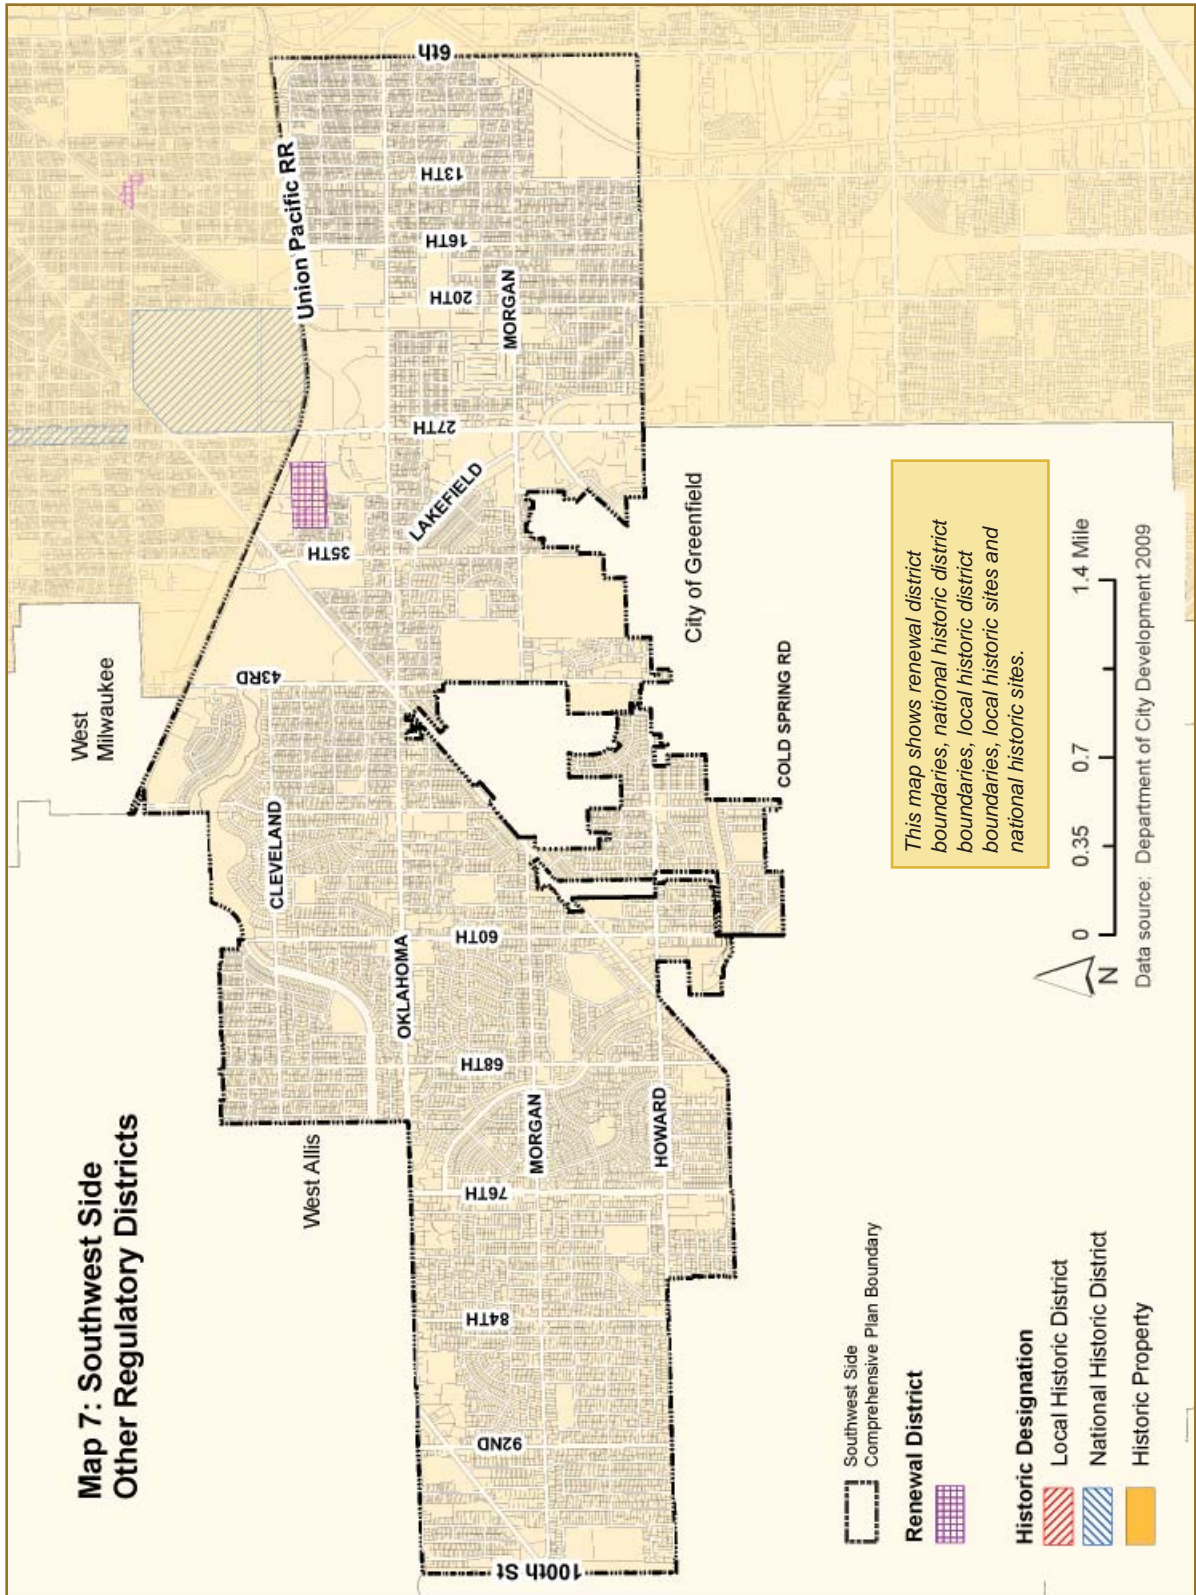 Map 7: Southwest Side
Other Regulatory Districts
West Allis
West
Milwaukee
City of Greenfield
Union Pacific RR
6th
13TH
16TH
20TH
MORGAN
27TH
LAKEFIELD
35TH
43RD
CLEVELAND
OKLAHOMA
60TH
68TH
MORGAN
HOWARD
76TH
84TH
92ND
100th St
COLD SPRING RD
Southwest Side
Comprehensive Plan Boundary
Renewal District
Historic Designation
Local Historic District
National Historic District
Historic Property
This map shows renewal district
boundaries, national historic district
boundaries, local historic district
boundaries, local historic sites and
national historic sites.
N
0 0.35 0.7 1.4 Mile
Data source: Department of City Development 2009